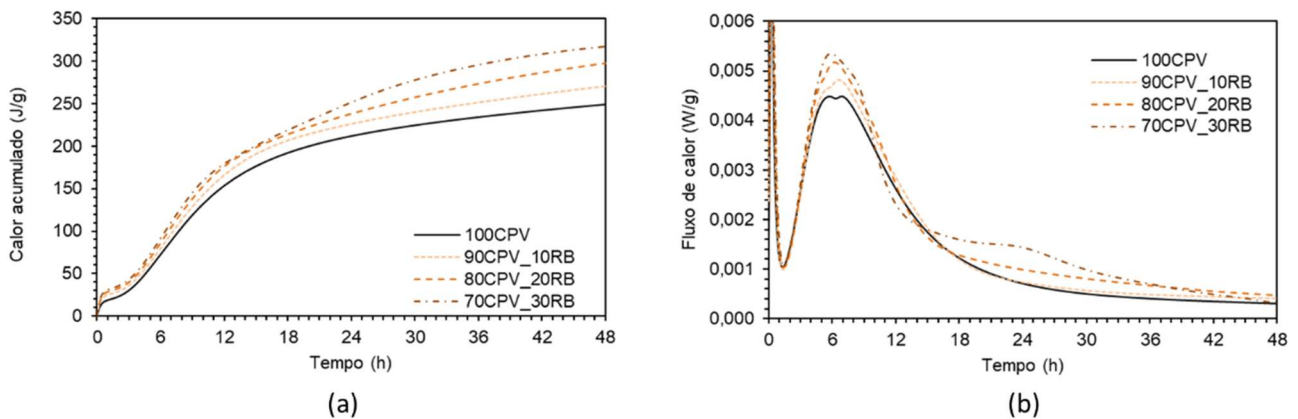 350
300
250
200
150
100
50
0
Calor acumulado (J/g)
100CPV
90CPV_10RB
80CPV_20RB
70CPV_30RB
0 6 12 18 24 30 36 42 48
Tempo (h)
(a)
0,006
0,005
0,004
0,003
0,002
0,001
0,000
Fluxo de calor (W/g)
100CPV
90CPV_10RB
80CPV_20RB
70CPV_30RB
0 6 12 18 24 30 36 42 48
Tempo (h)
(b)